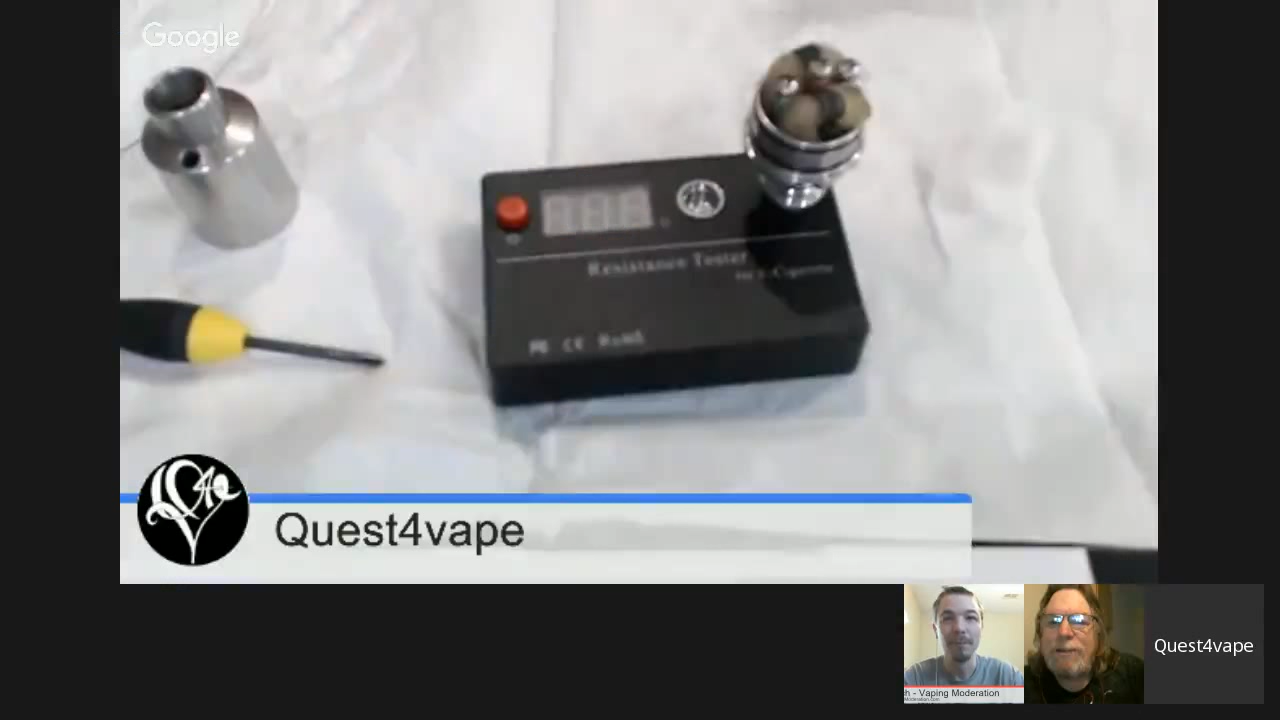 Google
Resistance Tester
CE RoHS
Quest4vape
Quest4vape
h - Vaping Moderation